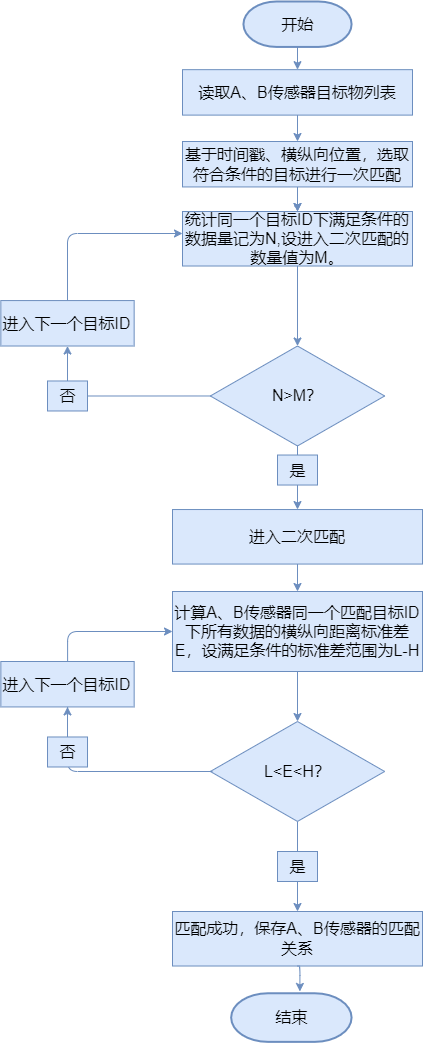 开始
读取A、B传感器目标物列表
基于时间戳、横纵向位置，选取
符合条件的目标进行一次匹配
统计同一个目标ID下满足条件的
数据量记为N,设进入二次匹配的
数量值为M。
进入下一个目标ID
否
N>M？
是
进入二次匹配
计算A、B传感器同一个匹配目标ID
下所有数据的横纵向距离标准差
E，设满足条件的标准差范围为L-H
进入下一个目标ID
否
L<E<H？
是
匹配成功，保存A、B传感器的匹配
关系
结束